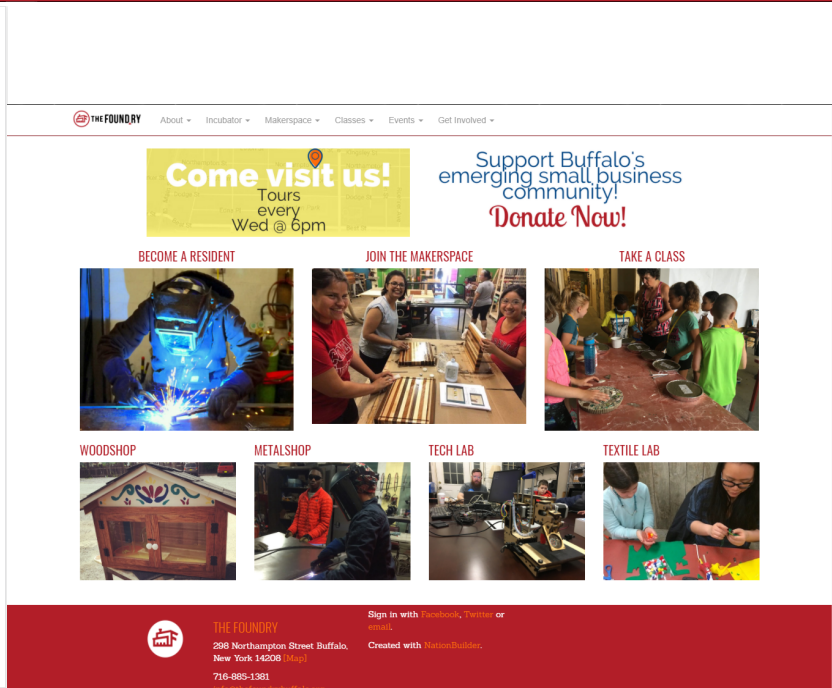 THE FOUNDRY About Incubator Makerspace Classes Events Get Involved
Come visit us!
Tours
every
Wed @ 6pm
Support Buffalo's
emerging small business
community!
Donate Now!
BECOME A RESIDENT
JOIN THE MAKERSPACE
TAKE A CLASS
WOODSHOP
METALSHOP
TECH LAB
TEXTILE LAB
THE FOUNDRY
298 Northampton Street Buffalo,
New York 14208 [Map]
716-885-1381
Sign in with Facebook, Twitter or
email.
Created with NationBuilder.